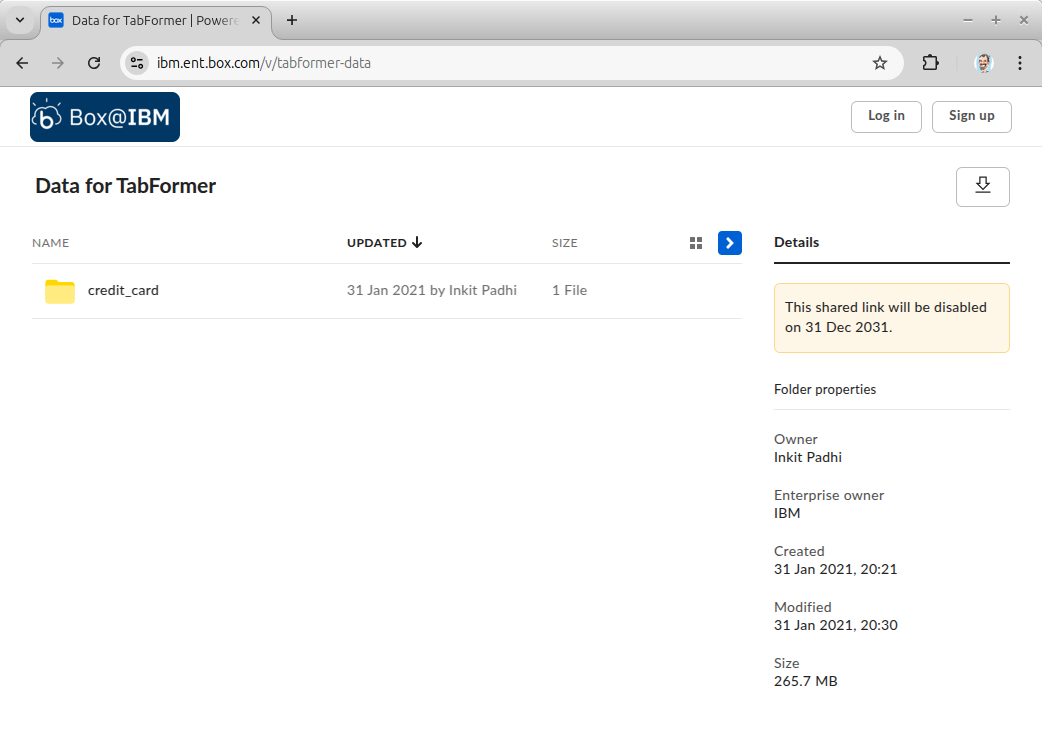 Data for TabFormer | Powere
ibm.ent.box.com/v/tabformer-data
Box@IBM
Log in
Sign up
Data for TabFormer
NAME
UPDATED
SIZE
credit_card
31 Jan 2021 by Inkit Padhi
1 File
Details
This shared link will be disabled
on 31 Dec 2031.
Folder properties
Owner
Inkit Padhi
Enterprise owner
IBM
Created
31 Jan 2021, 20:21
Modified
31 Jan 2021, 20:30
Size
265.7 MB